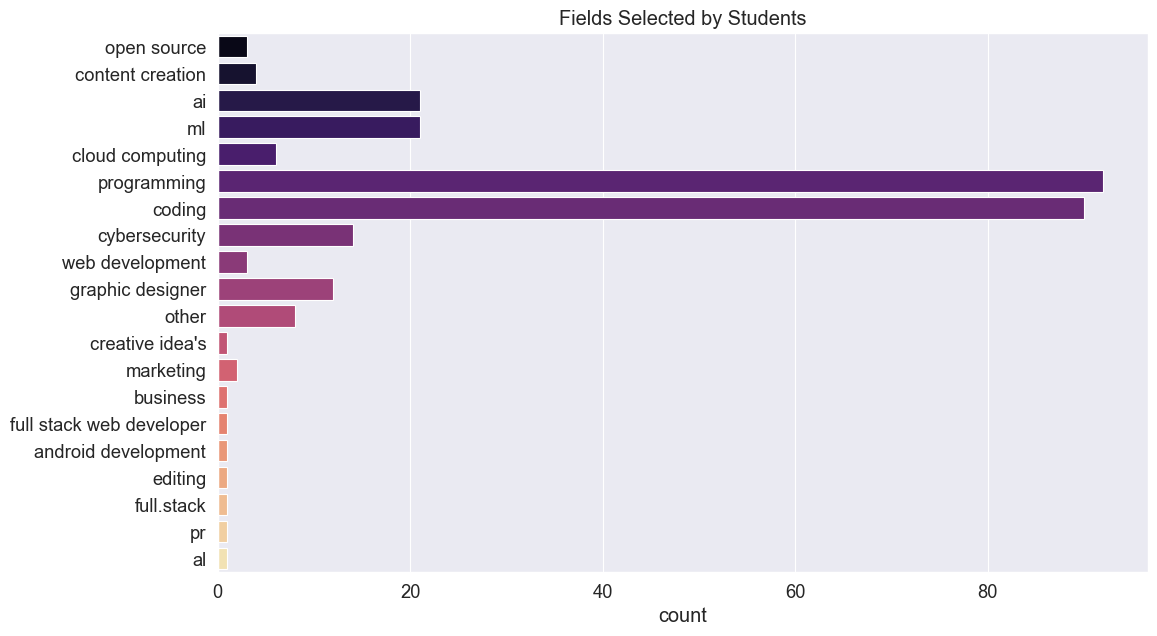 Fields Selected by Students
open source
content creation
ai
ml
cloud computing
programming
coding
cybersecurity
web development
graphic designer
other
creative idea's
marketing
business
full stack web developer
android development
editing
full.stack
pr
al
0 20 40 60 80
count